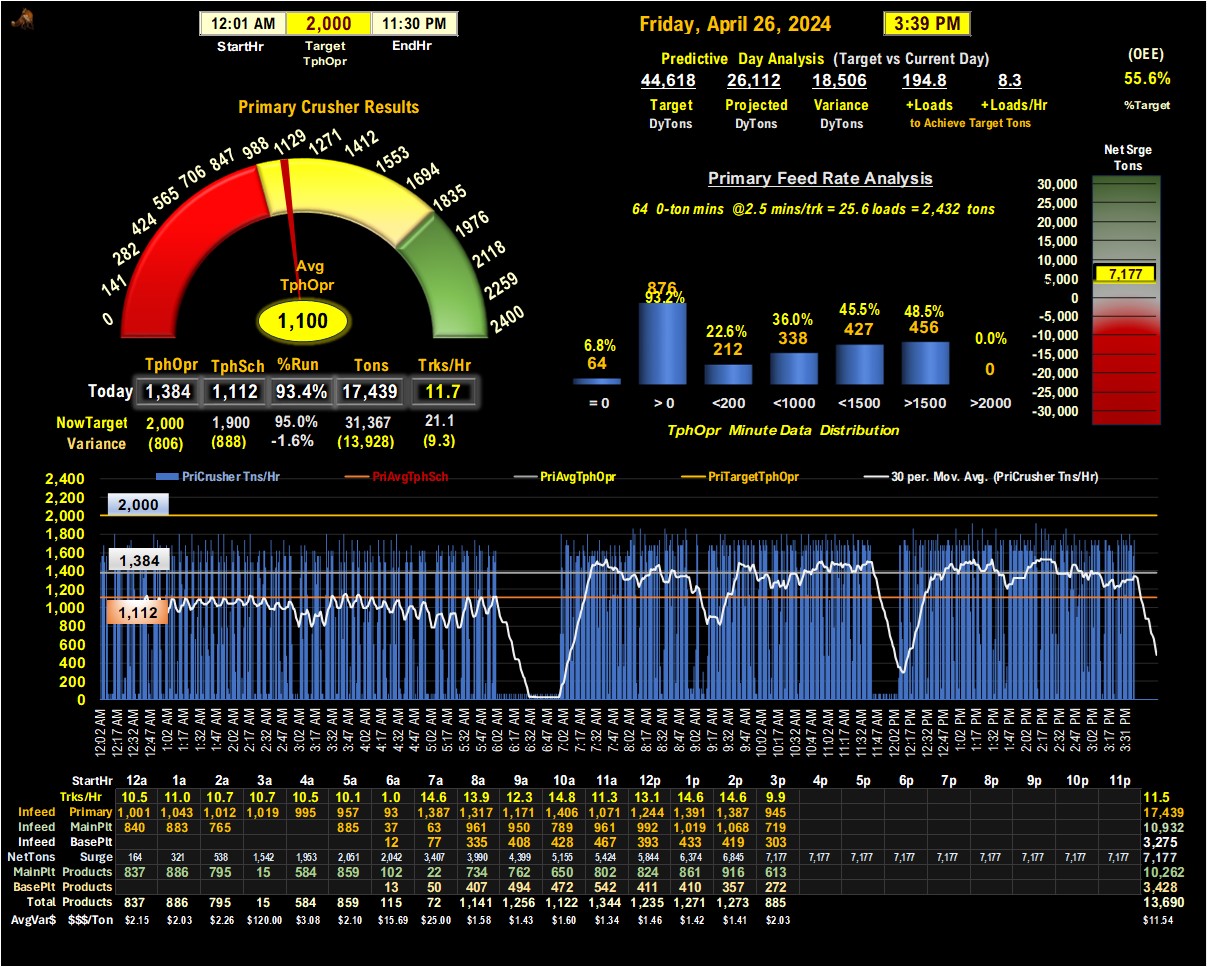 12:01 AM 2,000 11:30 PM
StartHr Target EndHr
TphOpr
Friday, April 26, 2024 3:39 PM
Predictive Day Analysis (Target vs Current Day)
44,618 26,112 18,506 194.8 8.3
Target Projected Variance +Loads +Loads/Hr
DyTons DyTons DyTons to Achieve Target Tons
(OEE)
55.6%
%Target
Primary Crusher Results
0 141 282 424 565 706 847 988 1129 1271 1412 1553 1694 1835 1976 2118 2259 2400
Avg
TphOpr
1,100
TphOpr TphSch %Run Tons Trks/Hr
Today 1,384 1,112 93.4% 17,439 11.7
NowTarget 2,000 1,900 95.0% 31,367 21.1
Variance (806) (888) -1.6% (13,928) (9.3)
Primary Feed Rate Analysis
64 0-ton mins @2.5 mins/trk = 25.6 loads = 2,432 tons
6.8% 93.2% 22.6% 36.0% 45.5% 48.5% 0.0%
64 876 212 338 427 456 0
= 0 > 0 <200 <1000 <1500 >1500 >2000
TphOpr Minute Data Distribution
Net Srge
Tons
30,000
25,000
20,000
15,000
10,000
5,000
0
-5,000
-10,000
-15,000
-20,000
-25,000
-30,000
7,177
PriCrusher Tns/Hr PriAvgTphSch PriAvgTphOpr PriTargetTphOpr 30 per. Mov. Avg. (PriCrusher Tns/Hr)
2,400
2,200
2,000
1,800
1,600
1,400
1,200
1,000
800
600
400
200
0
2,000
1,384
1,112
12:02 AM 12:17 AM 12:32 AM 12:47 AM 1:02 AM 1:17 AM 1:32 AM 1:47 AM 2:02 AM 2:17 AM 2:32 AM 2:47 AM 3:02 AM 3:17 AM 3:32 AM 3:47 AM 4:02 AM 4:17 AM 4:32 AM 4:47 AM 5:02 AM 5:17 AM 5:32 AM 5:47 AM 6:02 AM 6:17 AM 6:32 AM 6:47 AM 7:02 AM 7:17 AM 7:32 AM 7:47 AM 8:02 AM 8:17 AM 8:32 AM 8:47 AM 9:02 AM 9:17 AM 9:32 AM 9:47 AM 10:02 AM 10:17 AM 10:32 AM 10:47 AM 11:02 AM 11:17 AM 11:32 AM 11:47 AM 12:02 PM 12:17 PM 12:32 PM 12:47 PM 1:02 PM 1:17 PM 1:32 PM 1:47 PM 2:02 PM 2:17 PM 2:32 PM 2:47 PM 3:02 PM 3:17 PM 3:31 PM
StartHr 12a 1a 2a 3a 4a 5a 6a 7a 8a 9a 10a 11a 12p 1p 2p 3p 4p 5p 6p 7p 8p 9p 10p 11p
Trks/Hr 10.5 11.0 10.7 10.7 10.5 10.1 1.0 14.6 13.9 12.3 14.8 11.3 13.1 14.6 14.6 9.9 11.5
Infeed Primary 1,001 1,043 1,012 1,019 995 957 93 1,387 1,317 1,171 1,406 1,071 1,244 1,391 1,387 945 17,439
Infeed MainPlt 840 883 765 885 37 63 961 950 789 961 992 1,019 1,068 719 10,932
Infeed BasePlt 12 77 335 408 428 467 393 433 419 303 3,275
NetTons Surge 164 321 538 1,542 1,953 2,051 2,042 3,407 3,990 4,399 5,155 5,424 5,844 6,374 6,845 7,177 7,177 7,177 7,177 7,177 7,177 7,177 7,177 7,177 7,177
MainPlt Products 837 886 795 15 584 859 102 22 734 762 650 802 824 861 916 613 10,262
BasePlt Products 13 50 407 494 472 542 411 410 357 272 3,428
Total Products 837 886 795 15 584 859 115 72 1,141 1,256 1,122 1,344 1,235 1,271 1,273 885 13,690
AvgVar$ $$$/Ton $2.15 $2.03 $2.26 $120.00 $3.08 $2.10 $15.69 $25.00 $1.58 $1.43 $1.60 $1.34 $1.46 $1.42 $1.41 $2.03 $11.54